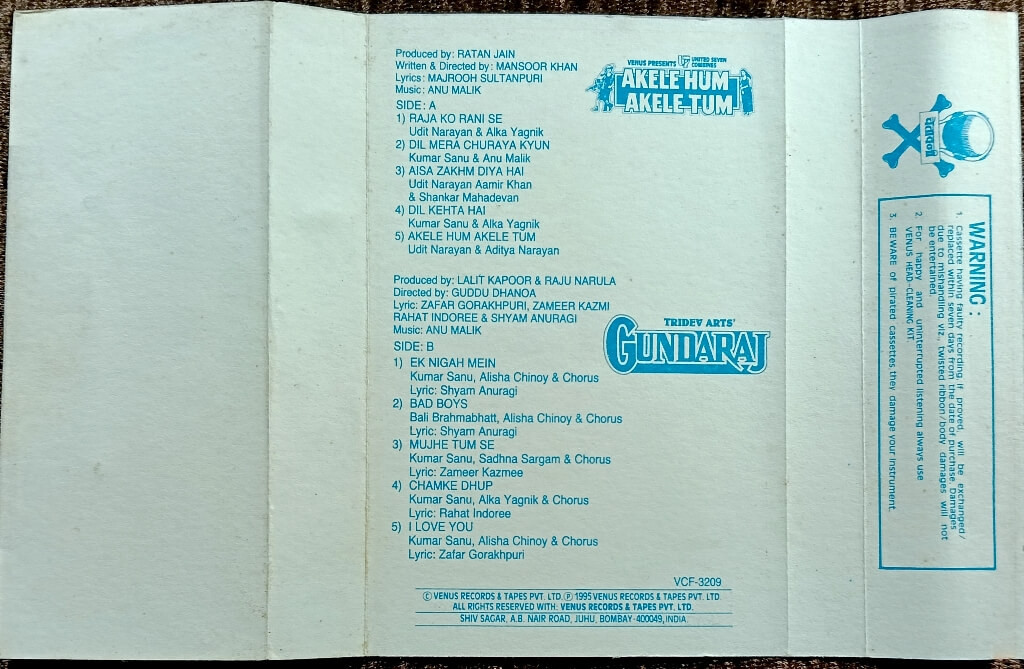 Produced by: RATAN JAIN
Written & Directed by: MANSOOR KHAN
Lyrics: MAJROOH SULTANPURI
Music: ANU MALIK
VENUS PRESENTS U7 UNITED SEVEN COMBINES
AKELE HUM
AKELE TUM
SIDE: A
1) RAJA KO RANI SE
Udit Narayan & Alka Yagnik
2) DIL MERA CHURAYA KYUN
Kumar Sanu & Anu Malik
3) AISA ZAKHM DIYA HAI
Udit Narayan Aamir Khan
& Shankar Mahadevan
4) DIL KEHTA HAI
Kumar Sanu & Alka Yagnik
5) AKELE HUM AKELE TUM
Udit Narayan & Aditya Narayan
Produced by: LALIT KAPOOR & RAJU NARULA
Directed by: GUDDU DHANOA
Lyric: ZAFAR GORAKHPURI, ZAMEER KAZMI
RAHAT INDOREE & SHYAM ANURAGI
Music: ANU MALIK
TRIDEV ARTS'
GUNDARAJ
SIDE: B
1) EK NIGAH MEIN
Kumar Sanu, Alisha Chinoy & Chorus
Lyric: Shyam Anuragi
2) BAD BOYS
Bali Brahmabhatt, Alisha Chinoy & Chorus
Lyric: Shyam Anuragi
3) MUJHE TUM SE
Kumar Sanu, Sadhna Sargam & Chorus
Lyric: Zameer Kazmee
4) CHAMKE DHUP
Kumar Sanu, Alka Yagnik & Chorus
Lyric: Rahat Indoree
5) I LOVE YOU
Kumar Sanu, Alisha Chinoy & Chorus
Lyric: Zafar Gorakhpuri
VCF-3209
Ⓒ VENUS RECORDS & TAPES PVT. LTD. Ⓟ 1995 VENUS RECORDS & TAPES PVT. LTD.
ALL RIGHTS RESERVED WITH: VENUS RECORDS & TAPES PVT. LTD.
SHIV SAGAR, A.B. NAIR ROAD, JUHU, BOMBAY-400049, INDIA.
WARNING :
1. Cassette having faulty recording, if proved, will be exchanged/
replaced within seven days from the date of purchase. Damages
due to mishandling viz., twisted ribbon/body damages will not
be entertained.
2. For happy and uninterrupted listening always use
VENUS HEAD-CLEANING KIT.
3. BEWARE of pirated cassettes they damage your instrument.